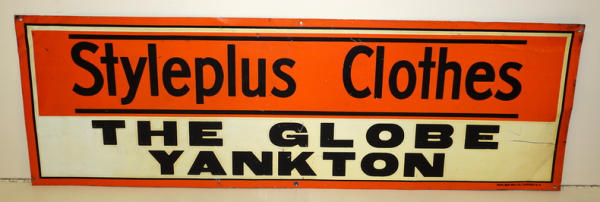 Styleplus Clothes
THE GLOBE
YANKTON